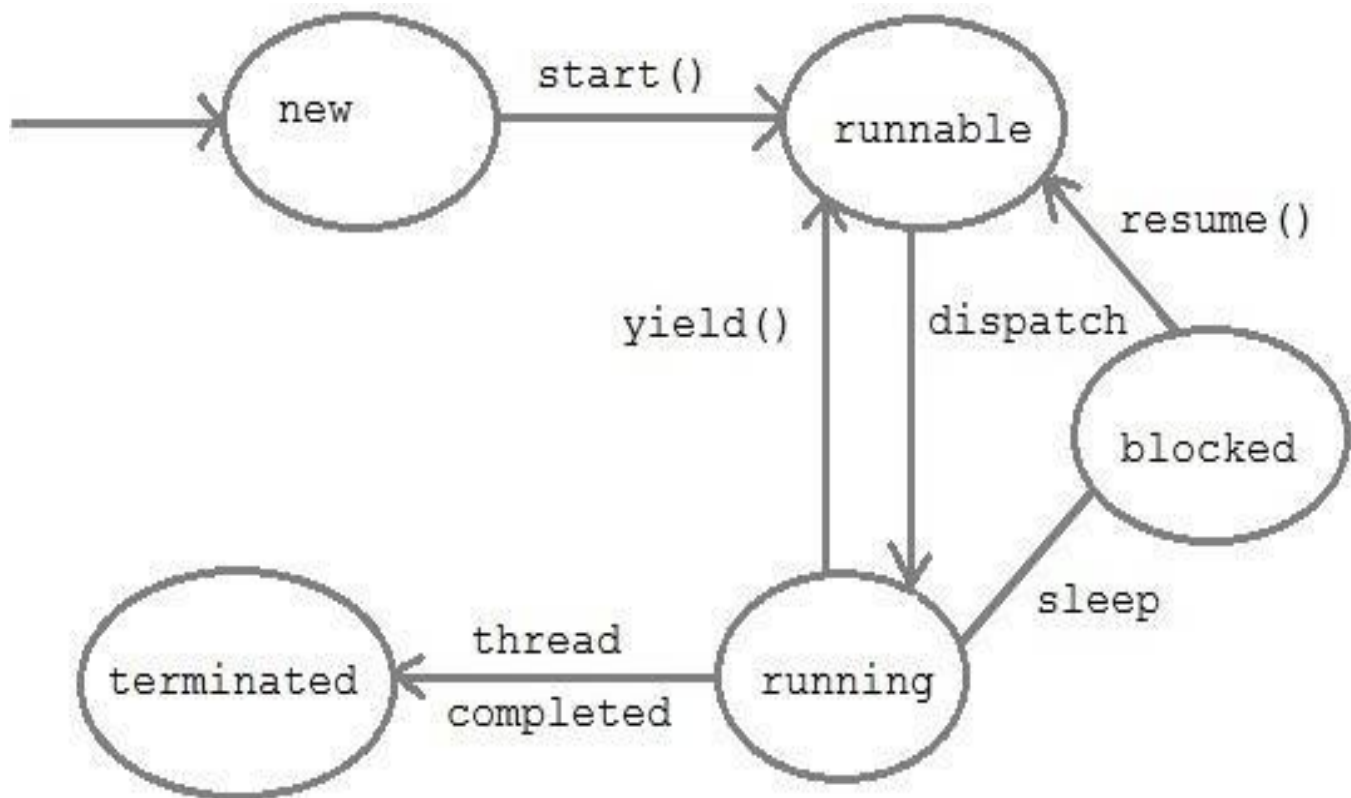 start()
new
runnable
resume()
yield()
dispatch
blocked
sleep
thread
terminated
running
completed